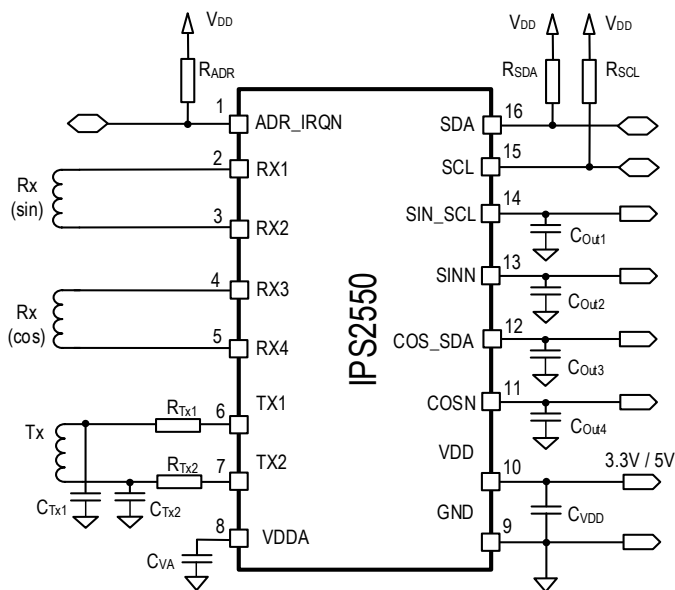 VDD
VDD
VDD
RADR
RSDA
RSCL
1
ADR_IRQN
SDA
16
2
RX1
SCL
15
Rx
(sin)
14
SIN_SCL
COut1
3
RX2
13
SINN
COut2
4
RX3
Rx
(cos)
12
COS_SDA
COut3
5
RX4
IPS2550
11
COSN
COut4
RTx1
6
TX1
Tx
VDD
10
3.3V / 5V
RTx2
7
TX2
CTx1
CTx2
GND
9
CVDD
8
VDDA
CVA